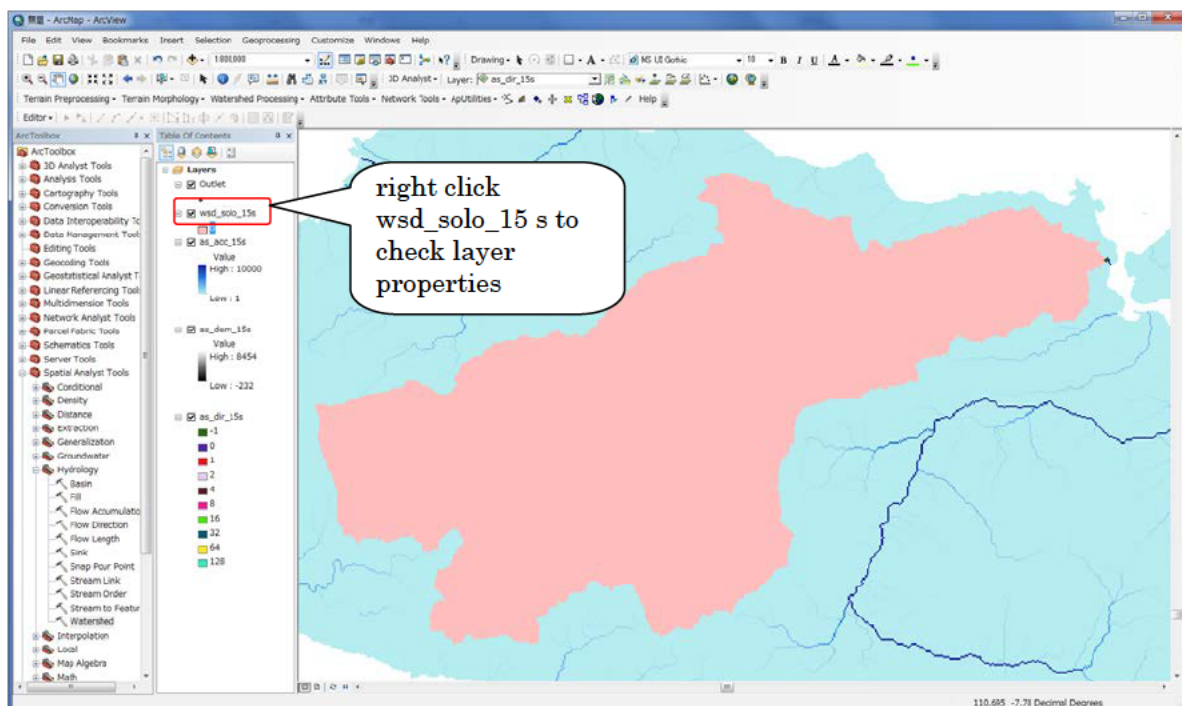 無題 - ArcMap - ArcView
File Edit View Bookmarks Insert Selection Geoprocessing Customize Windows Help
1:800,000 Drawing MS UI Gothic 10 B I U A
3D Analyst Layer: as_dir_15s
Terrain Preprocessing Terrain Morphology Watershed Processing Attribute Tools Network Tools ApUtilities Help
Editor
ArcToolbox
ArcToolbox
3D Analyst Tools
Analysis Tools
Cartography Tools
Conversion Tools
Data Interoperability Tc
Data Management Tool
Editing Tools
Geocoding Tools
Geostatistical Analyst T
Linear Referencing Tool
Multidimension Tools
Network Analyst Tools
Parcel Fabric Tools
Schematics Tools
Server Tools
Spatial Analyst Tools
Conditional
Density
Distance
Extraction
Generalization
Groundwater
Hydrology
Basin
Fill
Flow Accumulatio
Flow Direction
Flow Length
Sink
Snap Pour Point
Stream Link
Stream Order
Stream to Featur
Watershed
Interpolation
Local
Map Algebra
Math
Table Of Contents
Layers
Outlet
wsd_solo_15s
0
as_acc_15s
Value
High : 10000
Low : 1
as_dem_15s
Value
High : 8454
Low : -232
as_dir_15s
-1
0
1
2
4
8
16
32
64
128
right click
wsd_solo_15 s to
check layer
properties
110.695 -7.78 Decimal Degrees